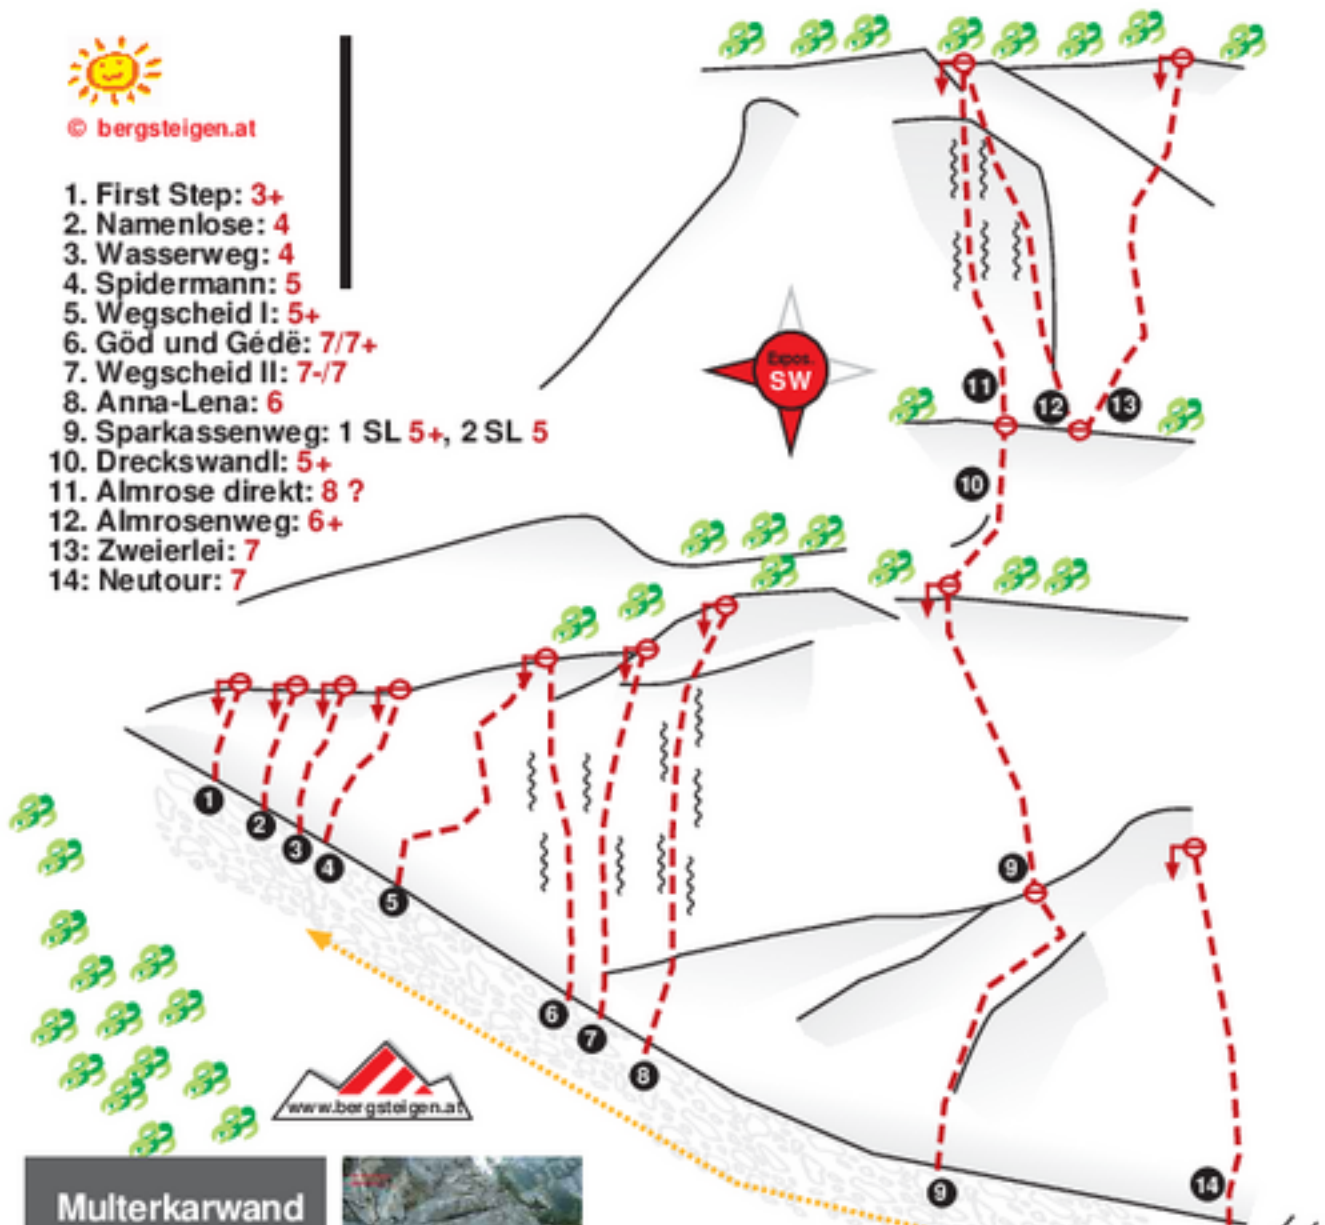 © bergsteigen.at
1. First Step: 3+
2. Namenlose: 4
3. Wasserweg: 4
4. Spidermann: 5
5. Wegscheid I: 5+
6. Göd und Gédë: 7/7+
7. Wegscheid II: 7-/7
8. Anna-Lena: 6
9. Sparkassenweg: 1 SL 5+, 2 SL 5
10. Dreckswandl: 5+
11. Almrose direkt: 8 ?
12. Almrosenweg: 6+
13: Zweierlei: 7
14: Neutour: 7
Expos.
SW
11
12
13
10
1
2
3
4
5
9
6
7
8
9
14
www.bergsteigen.at
Multerkarwand